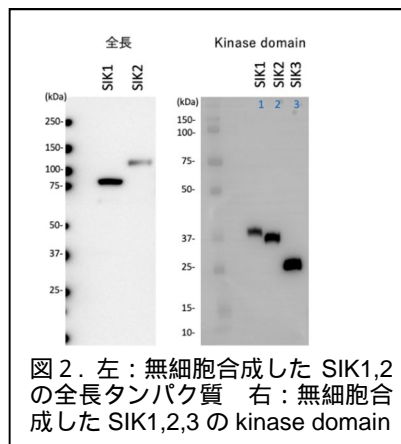 全長
SIK1
SIK2
(kDa)
250-
150-
100-
75-
50-
37-
25-
Kinase domain
SIK1
SIK2
SIK3
(kDa)
1
2
3
150-
100-
75-
50-
37-
25-
15-
10-
図２. 左：無細胞合成した SIK1,2
の全長タンパク質　右：無細胞合
成した SIK1,2,3 の kinase domain